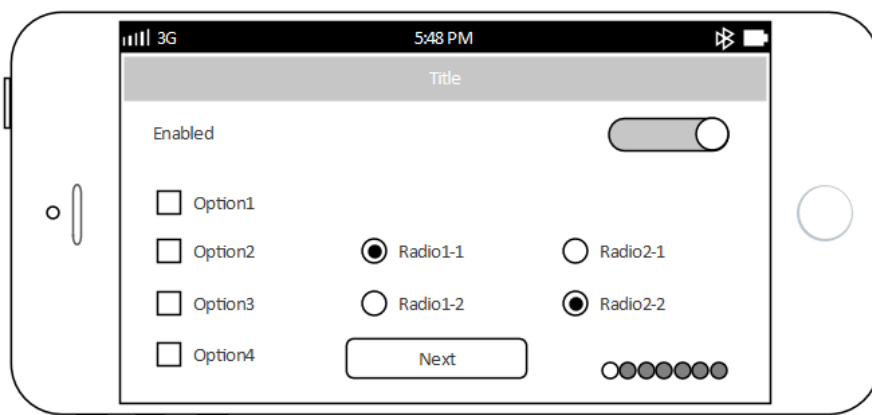 3G 5:48 PM
Title
Enabled
Option1
Option2 Radio1-1 Radio2-1
Option3 Radio1-2 Radio2-2
Option4 Next